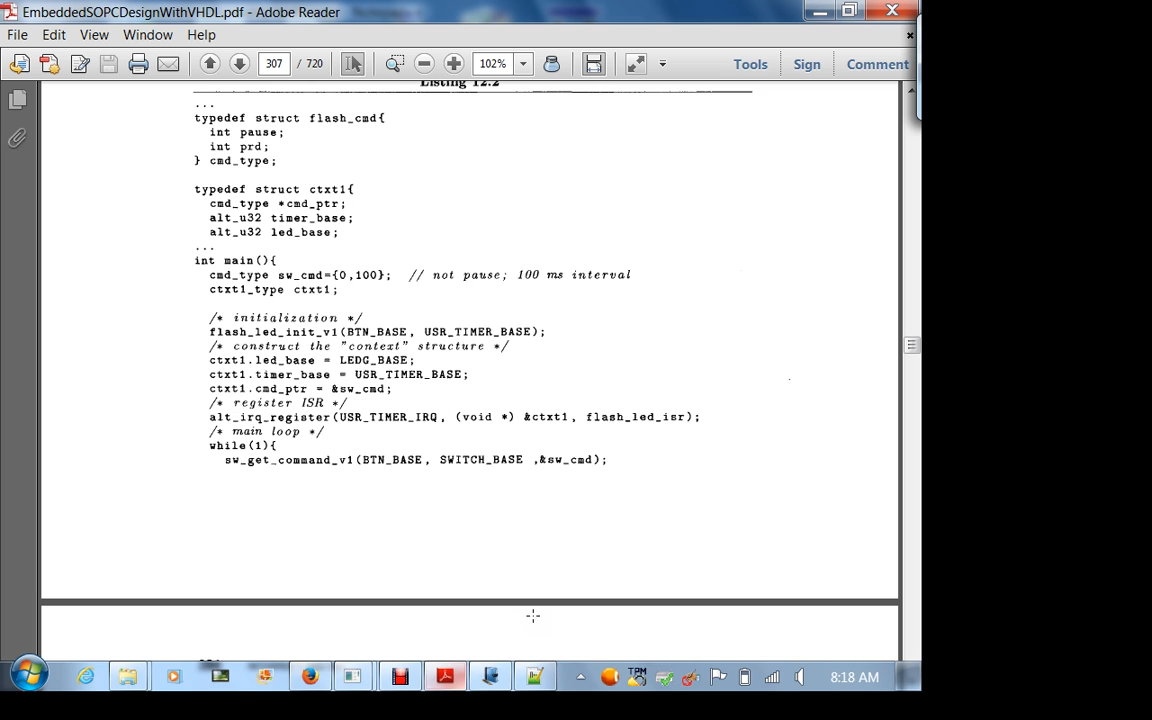 EmbeddedSOPCDesignWithVHDL.pdf - Adobe Reader
File Edit View Window Help
307 / 720 102% Tools Sign Comment
Listing 12.2
...
typedef struct flash_cmd{
int pause;
int prd;
} cmd_type;
typedef struct ctxt1{
cmd_type *cmd_ptr;
alt_u32 timer_base;
alt_u32 led_base;
...
int main(){
cmd_type sw_cmd={0,100}; // not pause; 100 ms interval
ctxt1_type ctxt1;
/* initialization */
flash_led_init_v1(BTN_BASE, USR_TIMER_BASE);
/* construct the "context" structure */
ctxt1.led_base = LEDG_BASE;
ctxt1.timer_base = USR_TIMER_BASE;
ctxt1.cmd_ptr = &sw_cmd;
/* register ISR */
alt_irq_register(USR_TIMER_IRQ, (void *) &ctxt1, flash_led_isr);
/* main loop */
while(1){
sw_get_command_v1(BTN_BASE, SWITCH_BASE ,&sw_cmd);
TPM
8:18 AM